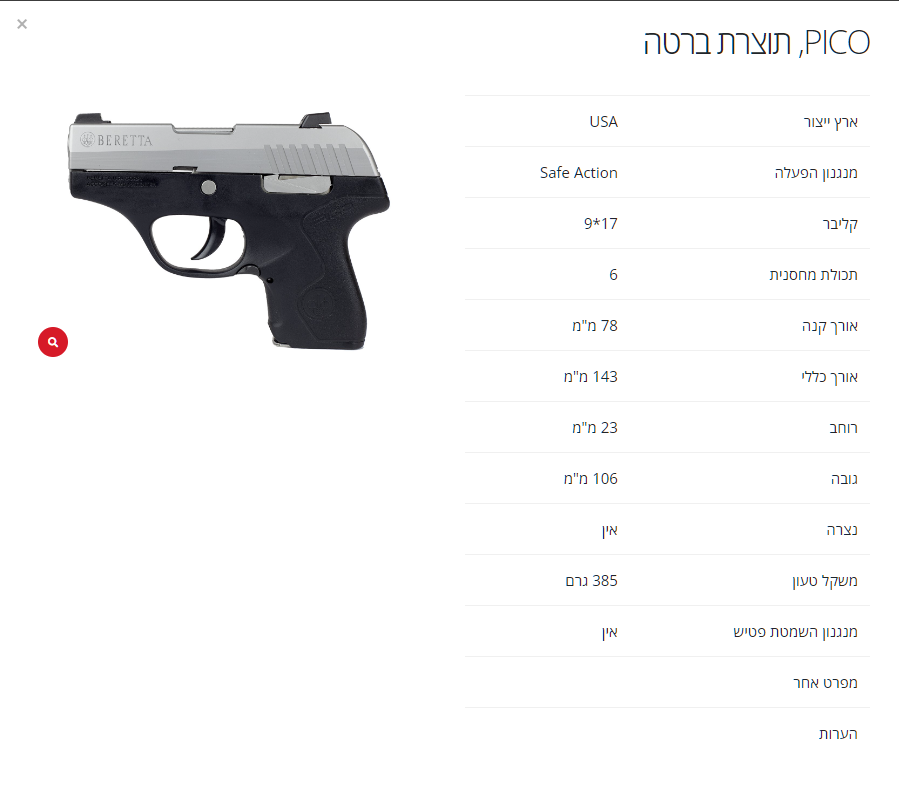 PICO, תוצרת ברטה
BERETTA
ארץ ייצור USA
מנגנון הפעלה Safe Action
קליבר 9*17
תכולת מחסנית 6
אורך קנה 78 מ"מ
אורך כללי 143 מ"מ
רוחב 23 מ"מ
גובה 106 מ"מ
נצרה אין
משקל טעון 385 גרם
מנגנון השמטת פטיש אין
מפרט אחר
הערות